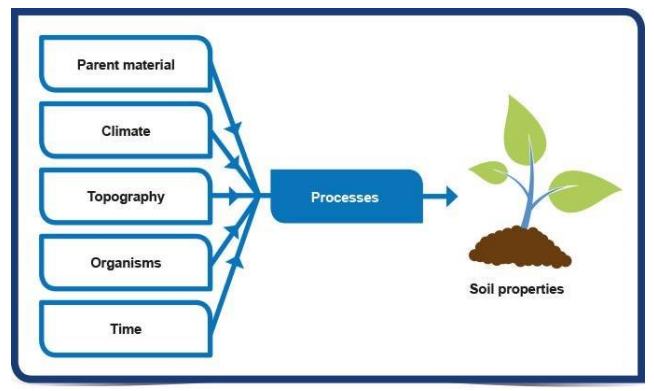 Parent material
Climate
Topography
Organisms
Time
Processes
Soil properties